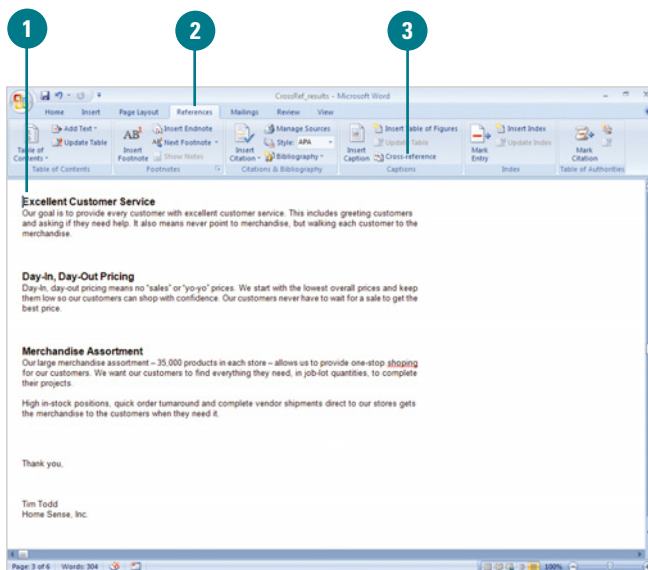 1
2
3
CrossRef_results - Microsoft Word
Home Insert Page Layout References Mailings Review View
Table of Contents
Add Text
Update Table
Table of Contents
AB¹
Insert Footnote
Insert Endnote
Next Footnote
Show Notes
Footnotes
Insert Citation
Manage Sources
Style: APA
Bibliography
Citations & Bibliography
Insert Caption
Insert Table of Figures
Update Table
Cross-reference
Captions
Mark Entry
Insert Index
Update Index
Index
Mark Citation
Table of Authorities
Excellent Customer Service
Our goal is to provide every customer with excellent customer service. This includes greeting customers
and asking if they need help. It also means never point to merchandise, but walking each customer to the
merchandise.
Day-In, Day-Out Pricing
Day-In, day-out pricing means no "sales" or "yo-yo" prices. We start with the lowest overall prices and keep
them low so our customers can shop with confidence. Our customers never have to wait for a sale to get the
best price.
Merchandise Assortment
Our large merchandise assortment – 35,000 products in each store – allows us to provide one-stop shoping
for our customers. We want our customers to find everything they need, in job-lot quantities, to complete
their projects.
High in-stock positions, quick order turnaround and complete vendor shipments direct to our stores gets
the merchandise to the customers when they need it.
Thank you,
Tim Todd
Home Sense, Inc.
Page: 3 of 6 Words: 304 100%